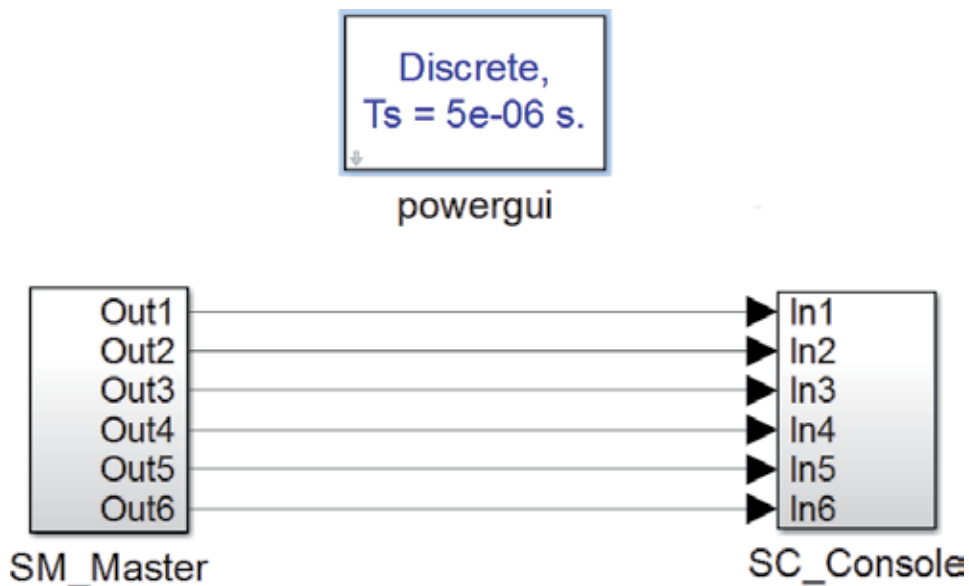 Discrete,
Ts = 5e-06 s.
powergui
Out1
Out2
Out3
Out4
Out5
Out6
SM_Master
In1
In2
In3
In4
In5
In6
SC_Console